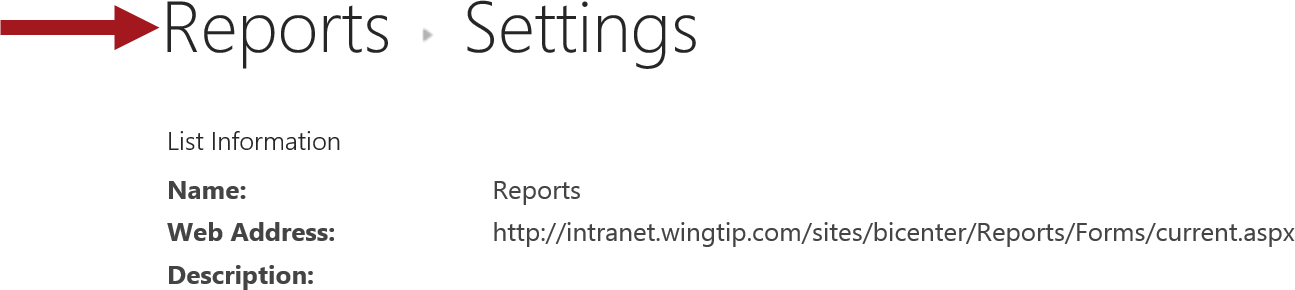 Reports Settings
List Information
Name: Reports
Web Address: http://intranet.wingtip.com/sites/bicenter/Reports/Forms/current.aspx
Description: